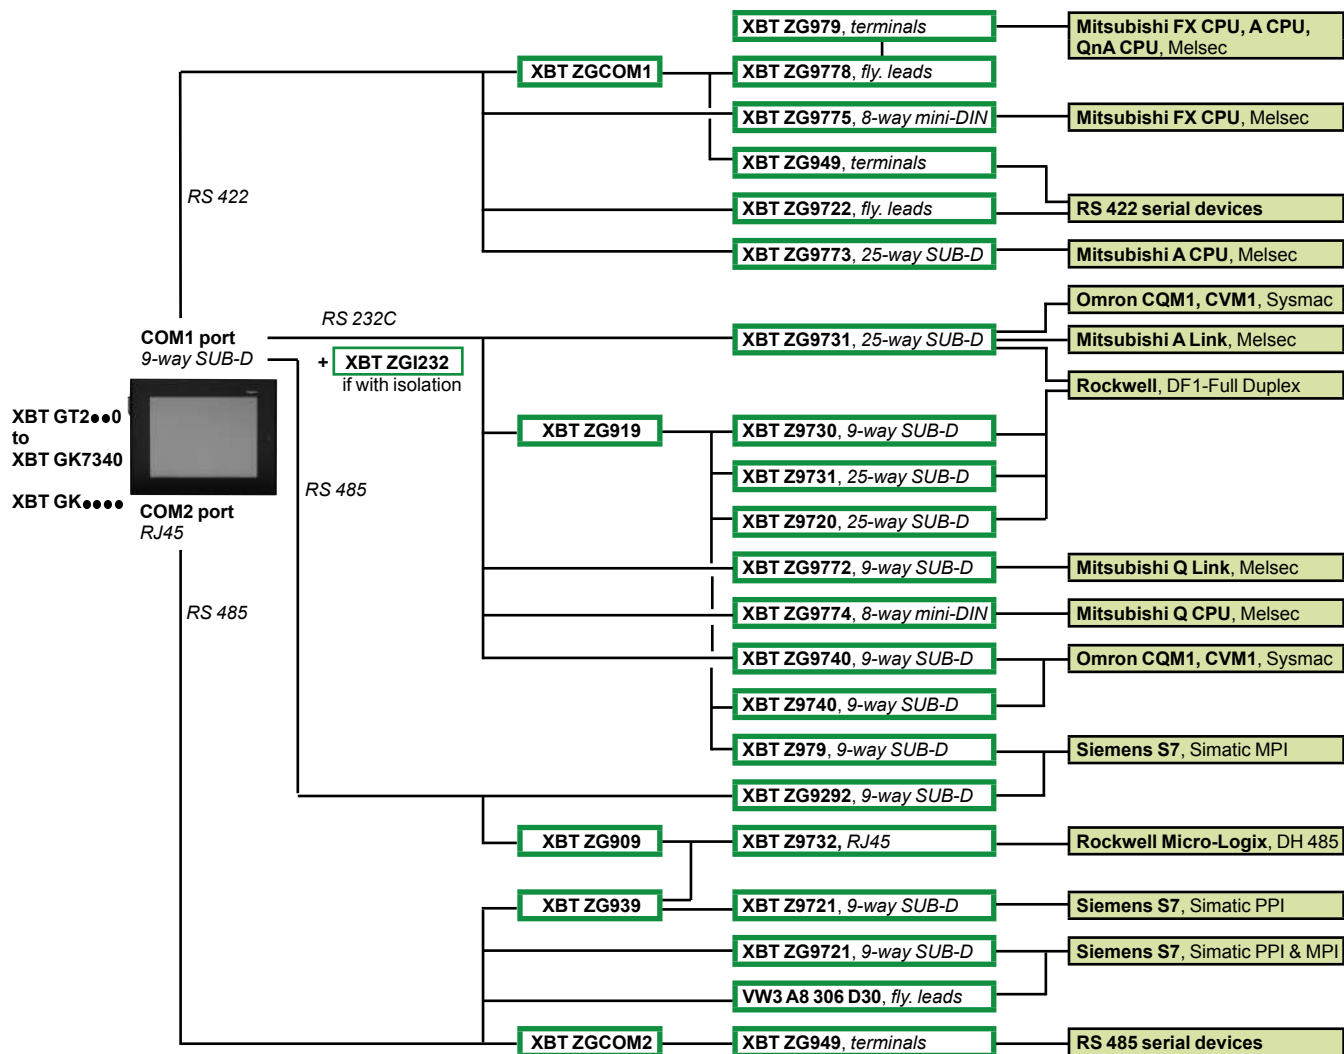 XBT ZG979, terminals
Mitsubishi FX CPU, A CPU,
QnA CPU, Melsec
XBT ZGCOM1
XBT ZG9778, fly. leads
XBT ZG9775, 8-way mini-DIN
Mitsubishi FX CPU, Melsec
XBT ZG949, terminals
RS 422
XBT ZG9722, fly. leads
RS 422 serial devices
XBT ZG9773, 25-way SUB-D
Mitsubishi A CPU, Melsec
Omron CQM1, CVM1, Sysmac
RS 232C
COM1 port
9-way SUB-D
XBT ZG9731, 25-way SUB-D
Mitsubishi A Link, Melsec
+ XBT ZGI232
if with isolation
Rockwell, DF1-Full Duplex
XBT GT2●●0
to
XBT GK7340
XBT GK●●●●
XBT ZG919
XBT Z9730, 9-way SUB-D
XBT Z9731, 25-way SUB-D
RS 485
COM2 port
RJ45
XBT Z9720, 25-way SUB-D
XBT ZG9772, 9-way SUB-D
Mitsubishi Q Link, Melsec
RS 485
XBT ZG9774, 8-way mini-DIN
Mitsubishi Q CPU, Melsec
XBT ZG9740, 9-way SUB-D
Omron CQM1, CVM1, Sysmac
XBT Z9740, 9-way SUB-D
XBT Z979, 9-way SUB-D
Siemens S7, Simatic MPI
XBT ZG9292, 9-way SUB-D
XBT ZG909
XBT Z9732, RJ45
Rockwell Micro-Logix, DH 485
XBT ZG939
XBT Z9721, 9-way SUB-D
Siemens S7, Simatic PPI
XBT ZG9721, 9-way SUB-D
Siemens S7, Simatic PPI & MPI
VW3 A8 306 D30, fly. leads
XBT ZGCOM2
XBT ZG949, terminals
RS 485 serial devices